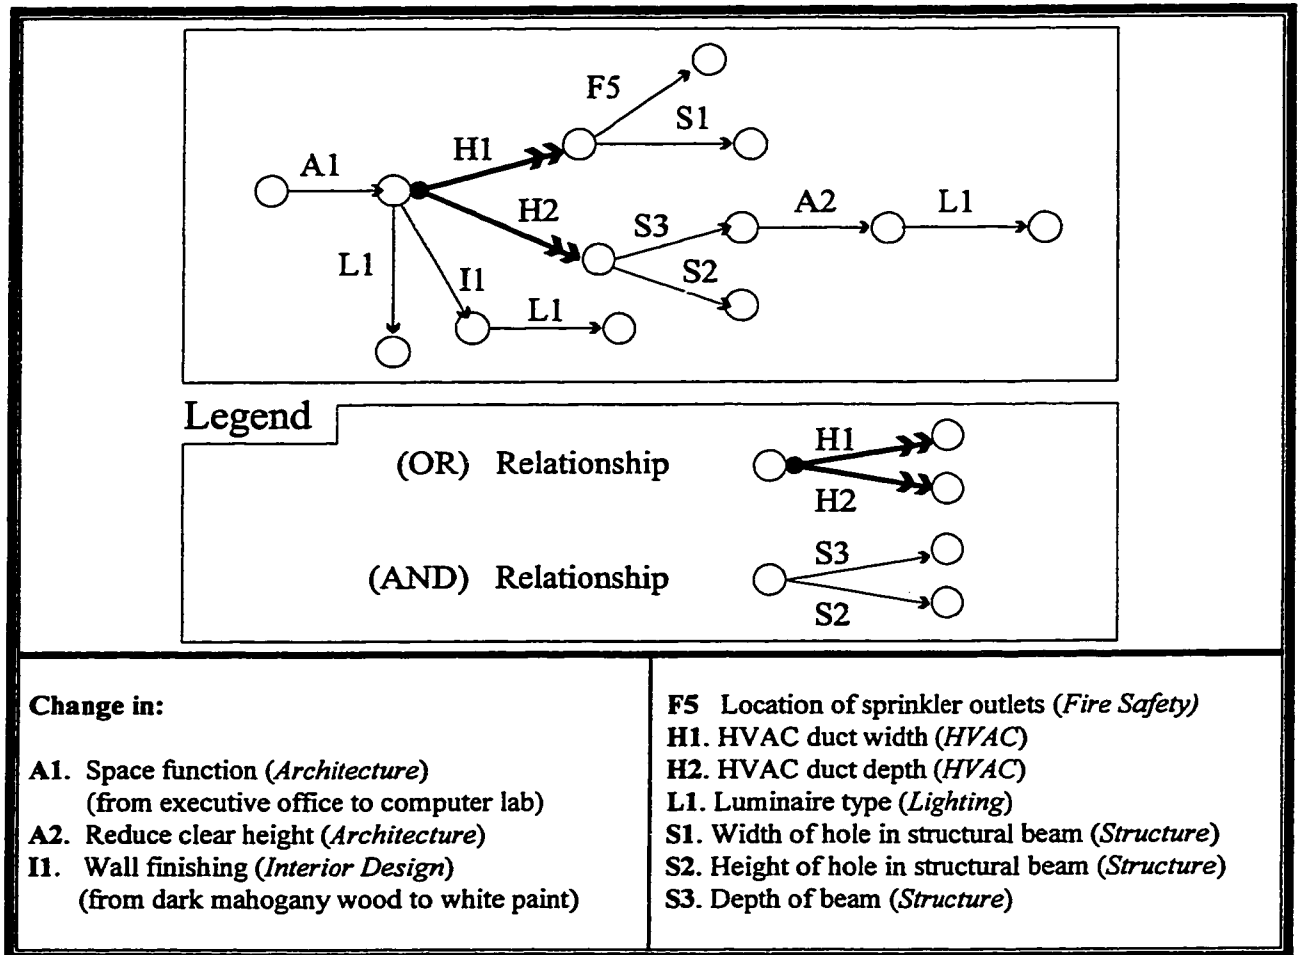 F5
S1
H1
A1
H2
S3
A2
L1
S2
L1
I1
L1
Legend
(OR) Relationship
H1
H2
(AND) Relationship
S3
S2
Change in:
A1. Space function (Architecture)
(from executive office to computer lab)
A2. Reduce clear height (Architecture)
I1. Wall finishing (Interior Design)
(from dark mahogany wood to white paint)
F5 Location of sprinkler outlets (Fire Safety)
H1. HVAC duct width (HVAC)
H2. HVAC duct depth (HVAC)
L1. Luminaire type (Lighting)
S1. Width of hole in structural beam (Structure)
S2. Height of hole in structural beam (Structure)
S3. Depth of beam (Structure)